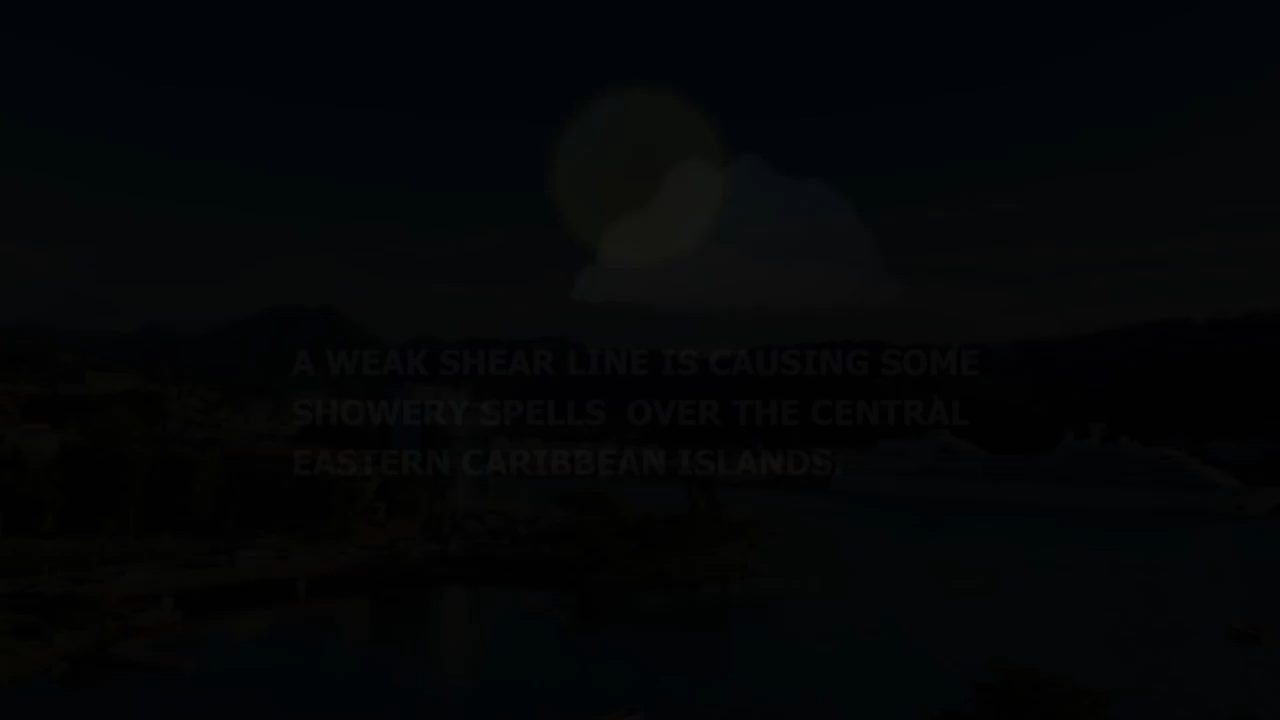 A WEAK SHEAR LINE IS CAUSING SOME
SHOWERY SPELLS  OVER THE CENTRAL
EASTERN CARIBBEAN ISLANDS.